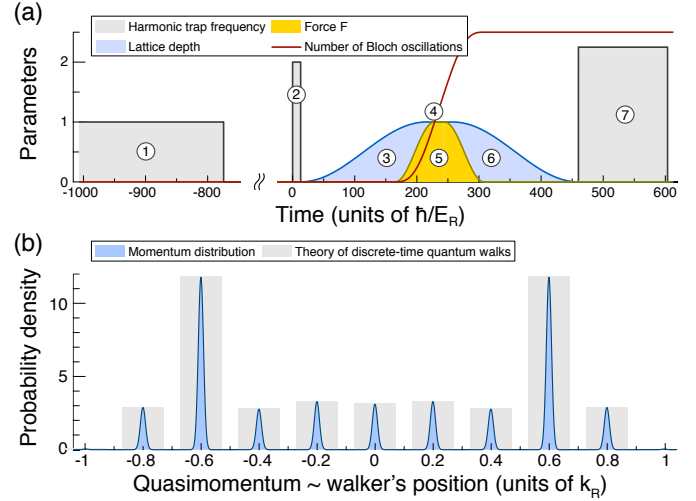 (a)
Harmonic trap frequency
Force F
Lattice depth
Number of Bloch oscillations
Parameters
2
1
0
1
2
3
4
5
6
7
-1000 -900 -800 0 100 200 300 400 500 600
Time (units of ħ/E_R)
(b)
Momentum distribution
Theory of discrete-time quantum walks
Probability density
10
5
0
-1 -0.8 -0.6 -0.4 -0.2 0 0.2 0.4 0.6 0.8 1
Quasimomentum ~ walker's position (units of k_R)